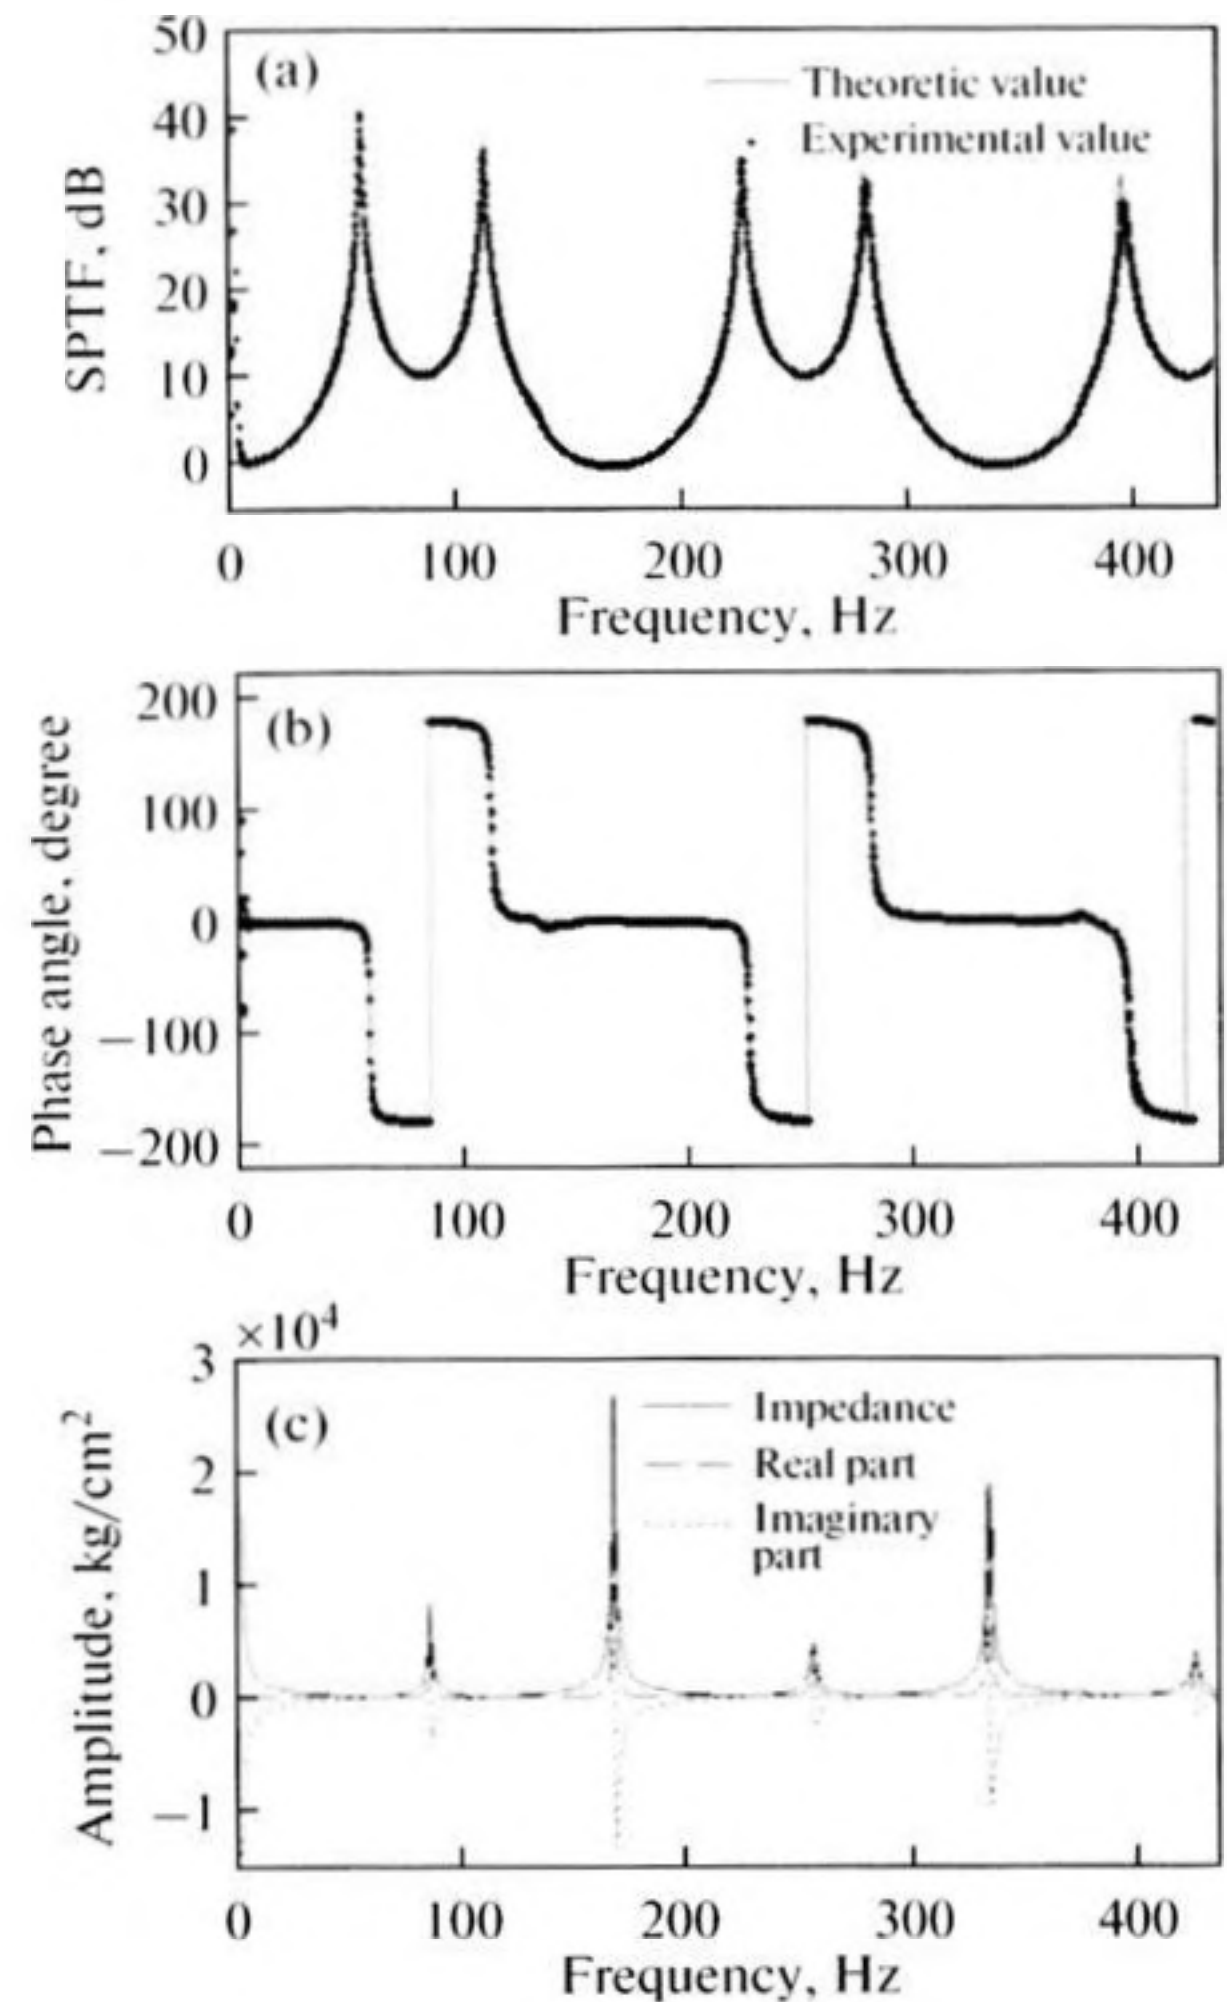 50
(a)
Theoretic value
40
Experimental value
30
20
10
0
SPTF, dB
0 100 200 300 400
Frequency, Hz
200
(b)
100
0
−100
−200
Phase angle, degree
0 100 200 300 400
Frequency, Hz
×10⁴
3
(c)
Impedance
2
Real part
Imaginary
part
1
0
−1
Amplitude, kg/cm²
0 100 200 300 400
Frequency, Hz